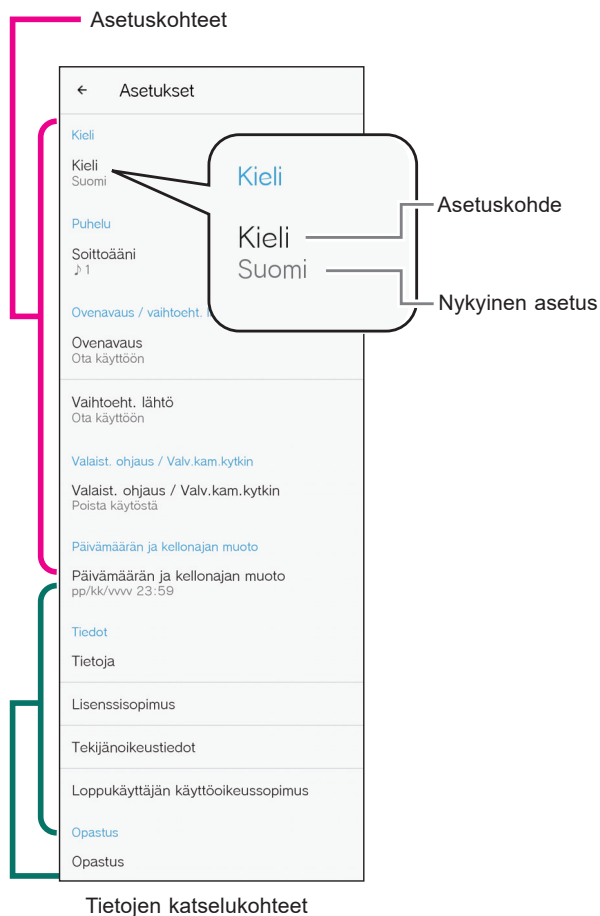 Asetuskohteet
← Asetukset
Kieli
Kieli
Suomi
Puhelu
Soittoääni
♪1
Ovenavaus / vaihtoeht.
Ovenavaus
Ota käyttöön
Vaihtoeht. lähtö
Ota käyttöön
Valaist. ohjaus / Valv.kam.kytkin
Valaist. ohjaus / Valv.kam.kytkin
Poista käytöstä
Päivämäärän ja kellonajan muoto
Päivämäärän ja kellonajan muoto
pp/kk/vvvv 23:59
Tiedot
Tietoja
Lisenssisopimus
Tekijänoikeustiedot
Loppukäyttäjän käyttöoikeussopimus
Opastus
Opastus
Kieli
Kieli
Suomi
Asetuskohde
Nykyinen asetus
Tietojen katselukohteet